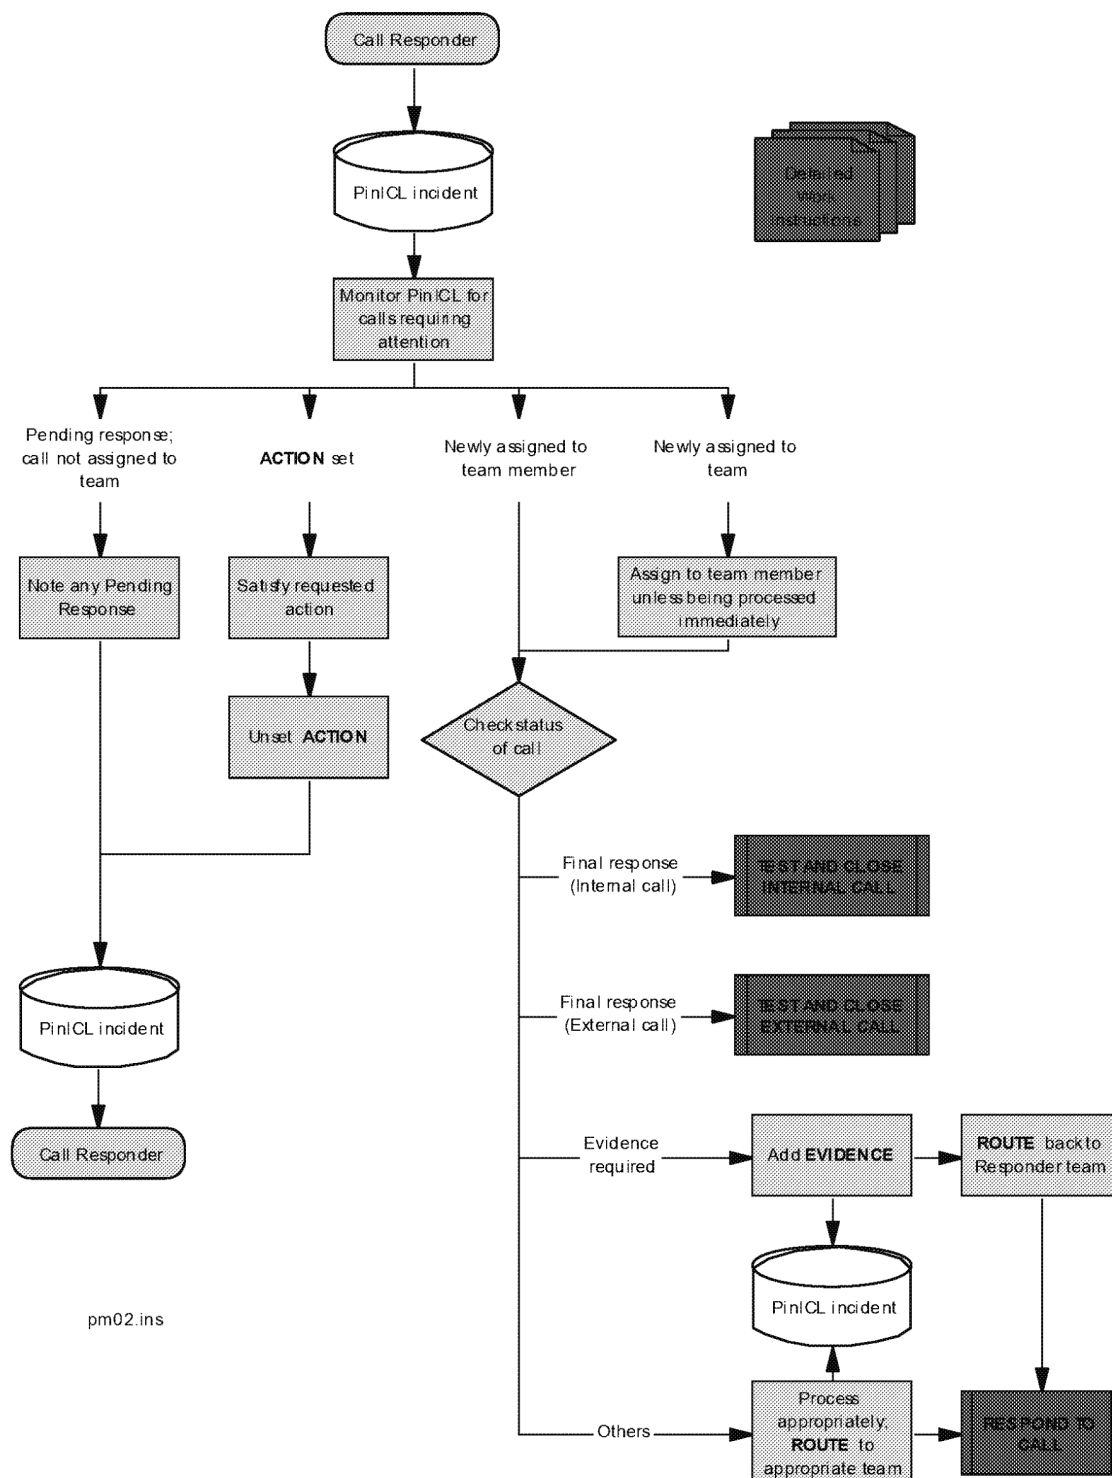 Call Responder
PinICL incident
Detailed
Work
Instructions
Monitor PinICL for
calls requiring
attention
Pending response;
call not assigned to
team
ACTION set
Newly assigned to
team member
Newly assigned to
team
Note any Pending
Response
Satisfy requested
action
Assign to team member
unless being processed
immediately
Unset ACTION
Check status
of call
Final response
(Internal call)
TEST AND CLOSE
INTERNAL CALL
Final response
(External call)
TEST AND CLOSE
EXTERNAL CALL
PinICL incident
Call Responder
Evidence
required
Add EVIDENCE
ROUTE back to
Responder team
PinICL incident
pm02.ins
Others
Process
appropriately;
ROUTE to
appropriate team
RESPOND TO
CALL